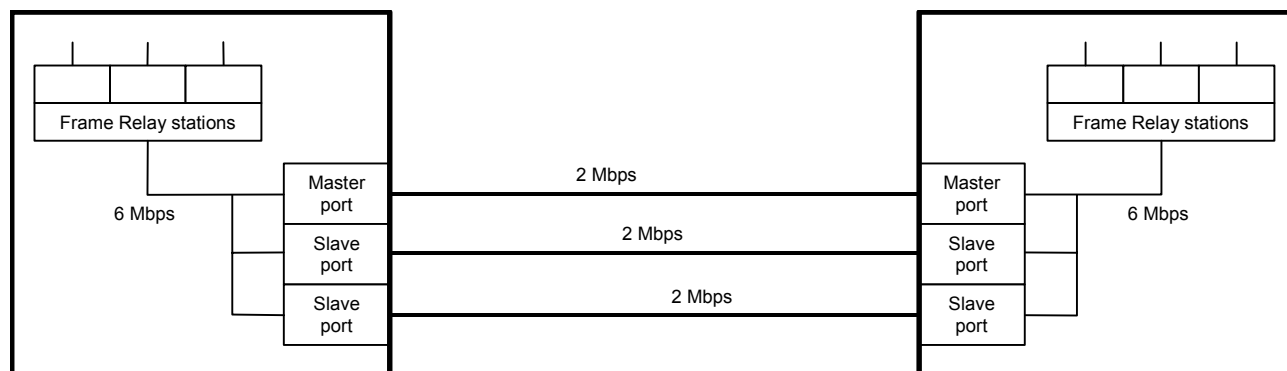 Frame Relay stations
Frame Relay stations
Master
port
2 Mbps
Master
port
6 Mbps
6 Mbps
Slave
port
2 Mbps
Slave
port
Slave
port
2 Mbps
Slave
port